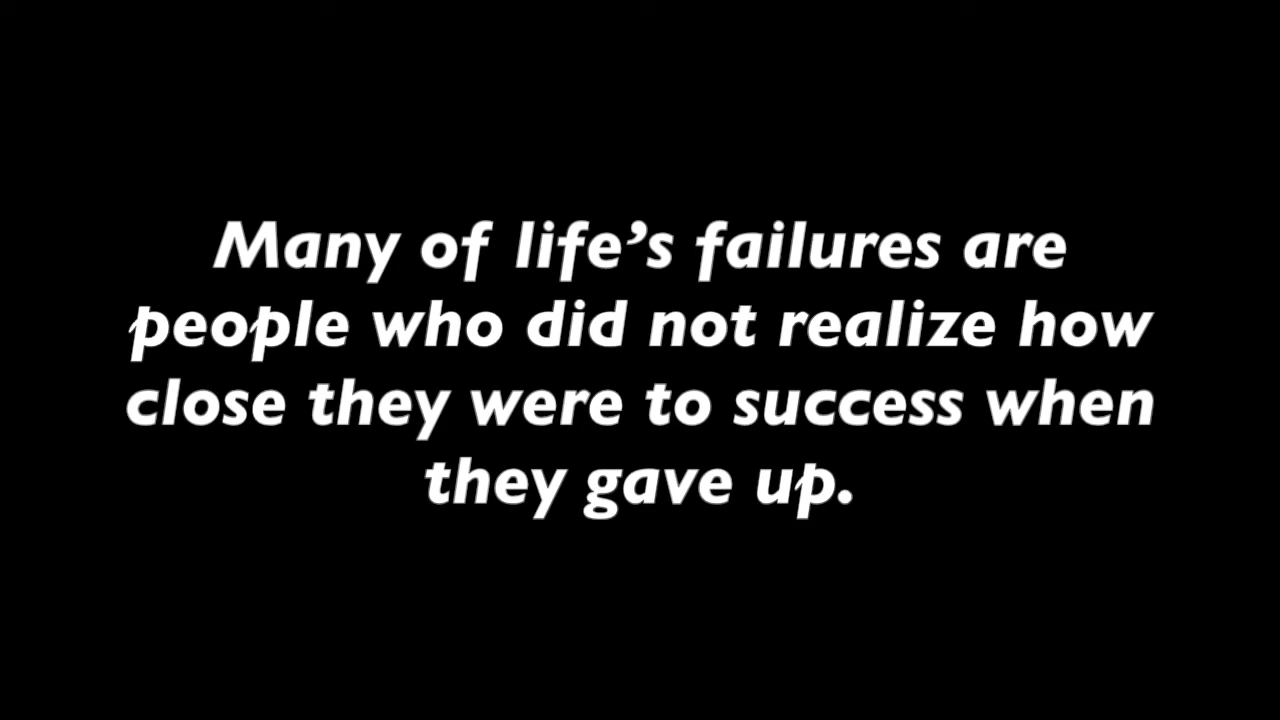 Many of life’s failures are
people who did not realize how
close they were to success when
they gave up.